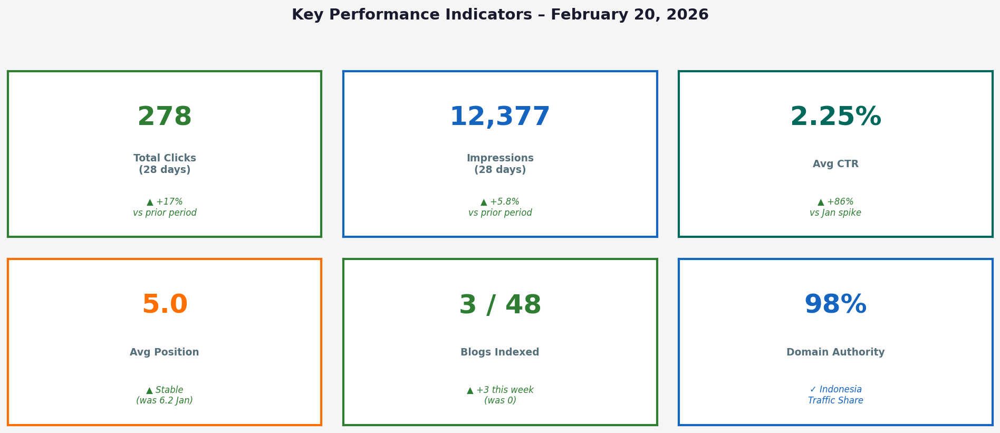 Key Performance Indicators – February 20, 2026
278
Total Clicks
(28 days)
▲ +17%
vs prior period
12,377
Impressions
(28 days)
▲ +5.8%
vs prior period
2.25%
Avg CTR
▲ +86%
vs Jan spike
5.0
Avg Position
▲ Stable
(was 6.2 Jan)
3 / 48
Blogs Indexed
▲ +3 this week
(was 0)
98%
Domain Authority
✓ Indonesia
Traffic Share